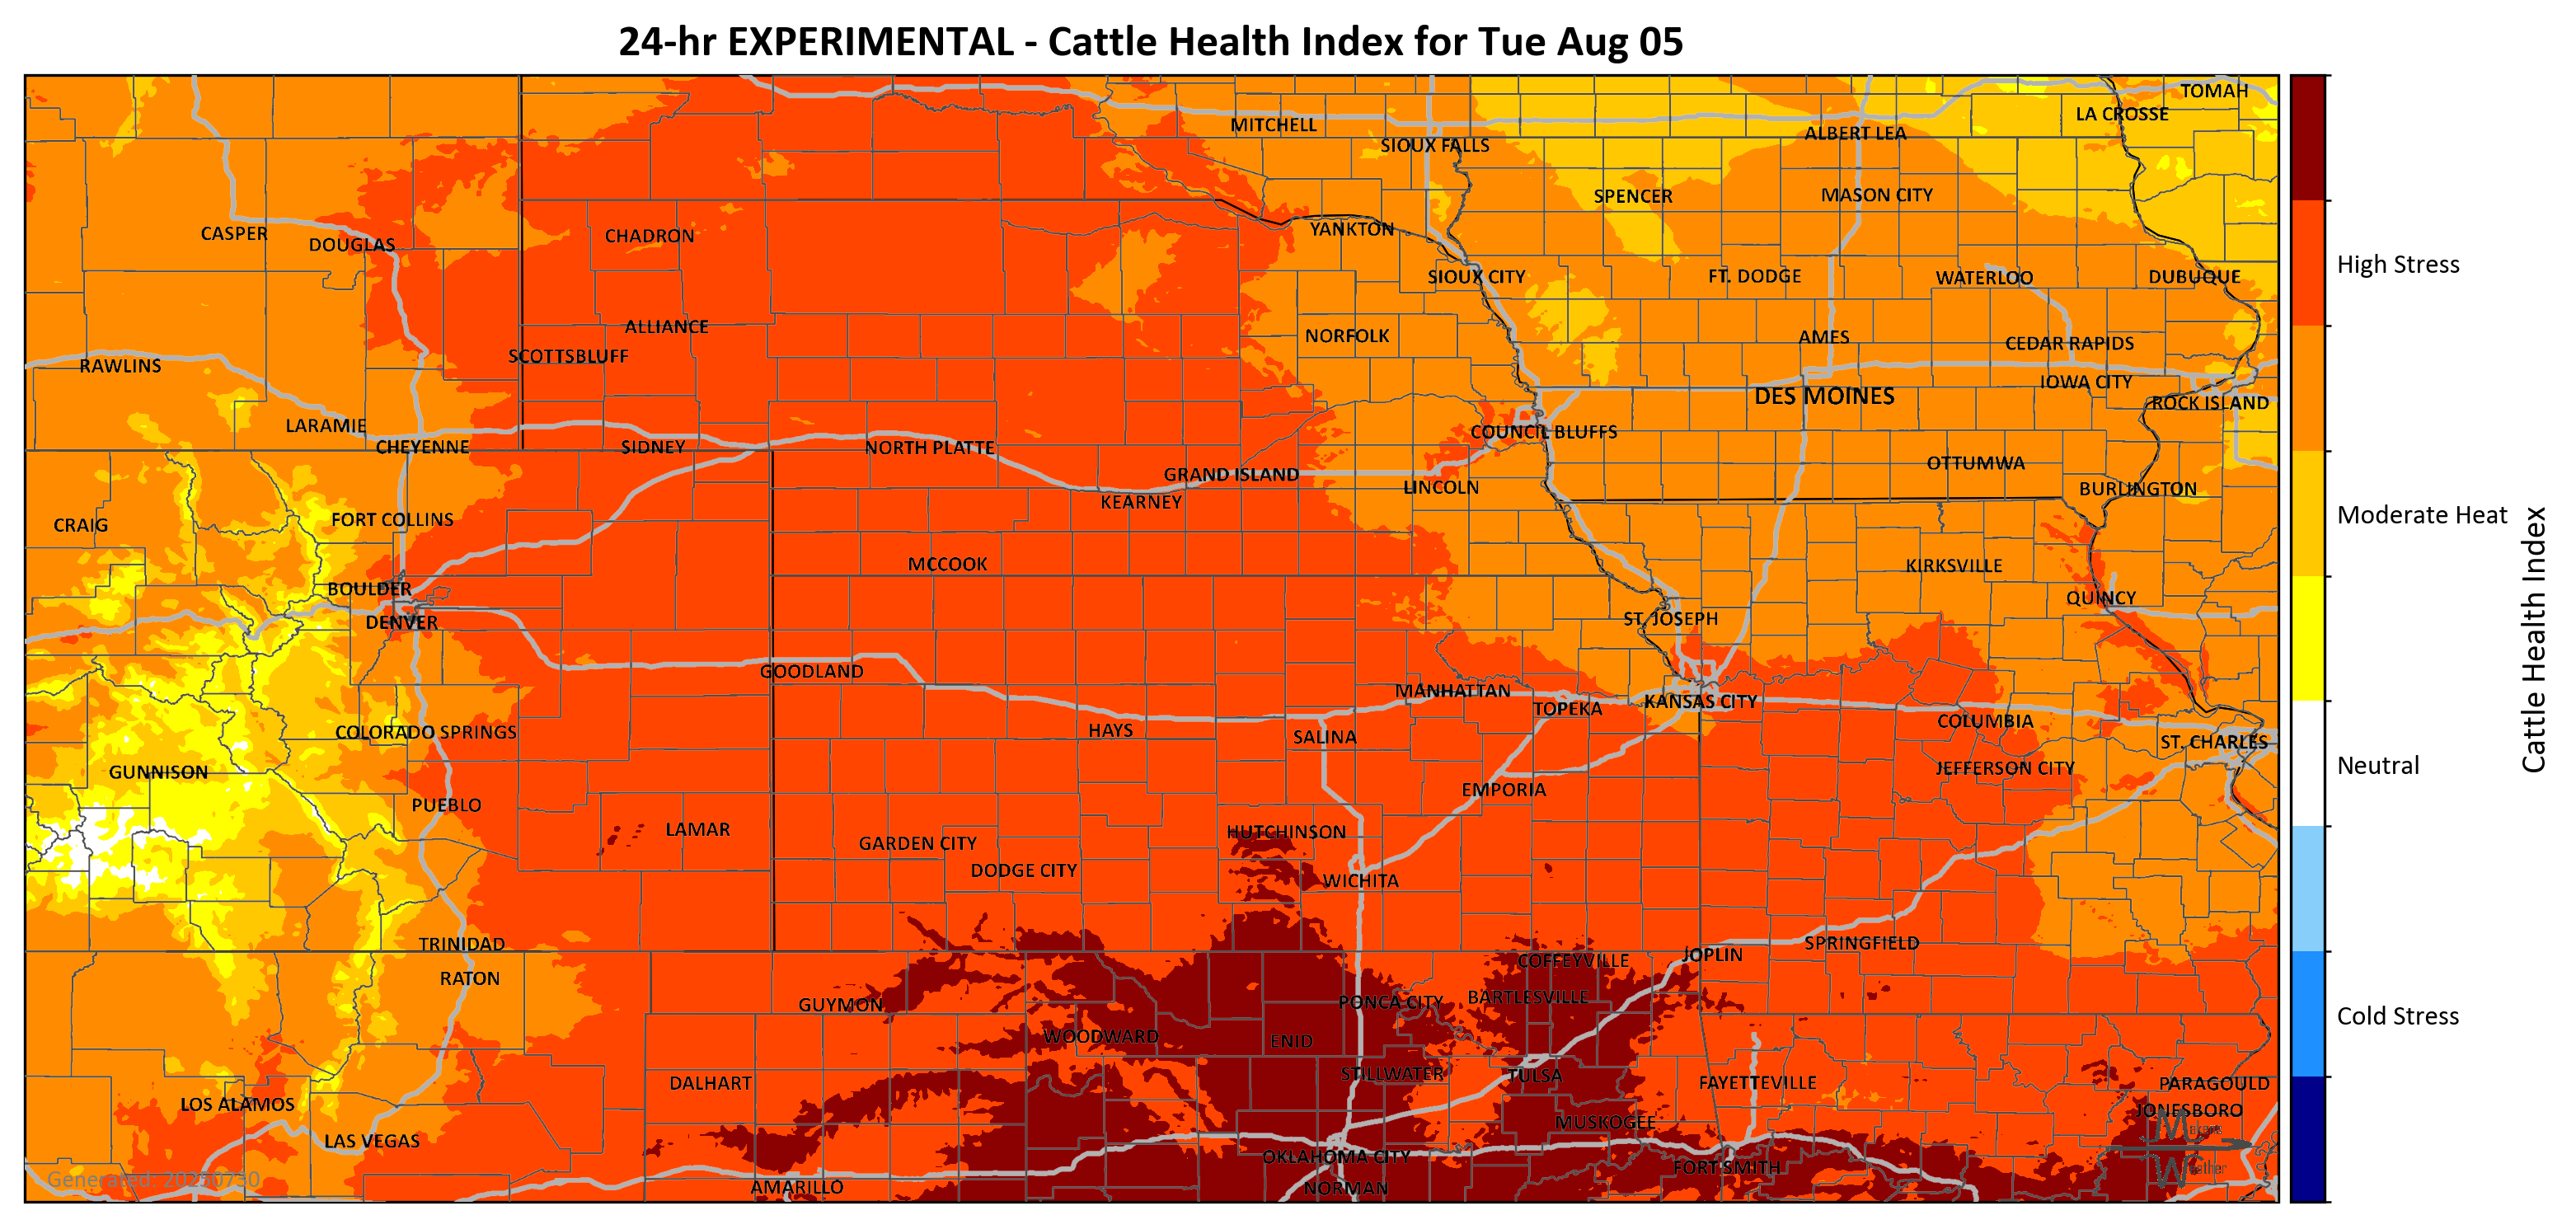 24-hr EXPERIMENTAL - Cattle Health Index for Tue Aug 05
TOMAH
LA CROSSE
MITCHELL
ALBERT LEA
SIOUX FALLS
SPENCER
MASON CITY
CASPER
DOUGLAS
CHADRON
YANKTON
SIOUX CITY
FT. DODGE
WATERLOO
DUBUQUE
High Stress
ALLIANCE
NORFOLK
AMES
CEDAR RAPIDS
SCOTTSBLUFF
RAWLINS
IOWA CITY
DES MOINES
ROCK ISLAND
LARAMIE
COUNCIL BLUFFS
CHEYENNE
SIDNEY
NORTH PLATTE
OTTUMWA
GRAND ISLAND
LINCOLN
BURLINGTON
KEARNEY
Moderate Heat
CRAIG
FORT COLLINS
MCCOOK
KIRKSVILLE
BOULDER
QUINCY
DENVER
ST. JOSEPH
Cattle Health Index
GOODLAND
MANHATTAN
TOPEKA
KANSAS CITY
COLUMBIA
COLORADO SPRINGS
HAYS
SALINA
ST. CHARLES
GUNNISON
JEFFERSON CITY
Neutral
EMPORIA
PUEBLO
LAMAR
HUTCHINSON
GARDEN CITY
DODGE CITY
WICHITA
TRINIDAD
SPRINGFIELD
JOPLIN
COFFEYVILLE
RATON
GUYMON
PONCA CITY
BARTLESVILLE
Cold Stress
WOODWARD
ENID
STILLWATER
TULSA
DALHART
FAYETTEVILLE
PARAGOULD
LOS ALAMOS
JONESBORO
MUSKOGEE
LAS VEGAS
OKLAHOMA CITY
FORT SMITH
Generated: 20250730
AMARILLO
NORMAN